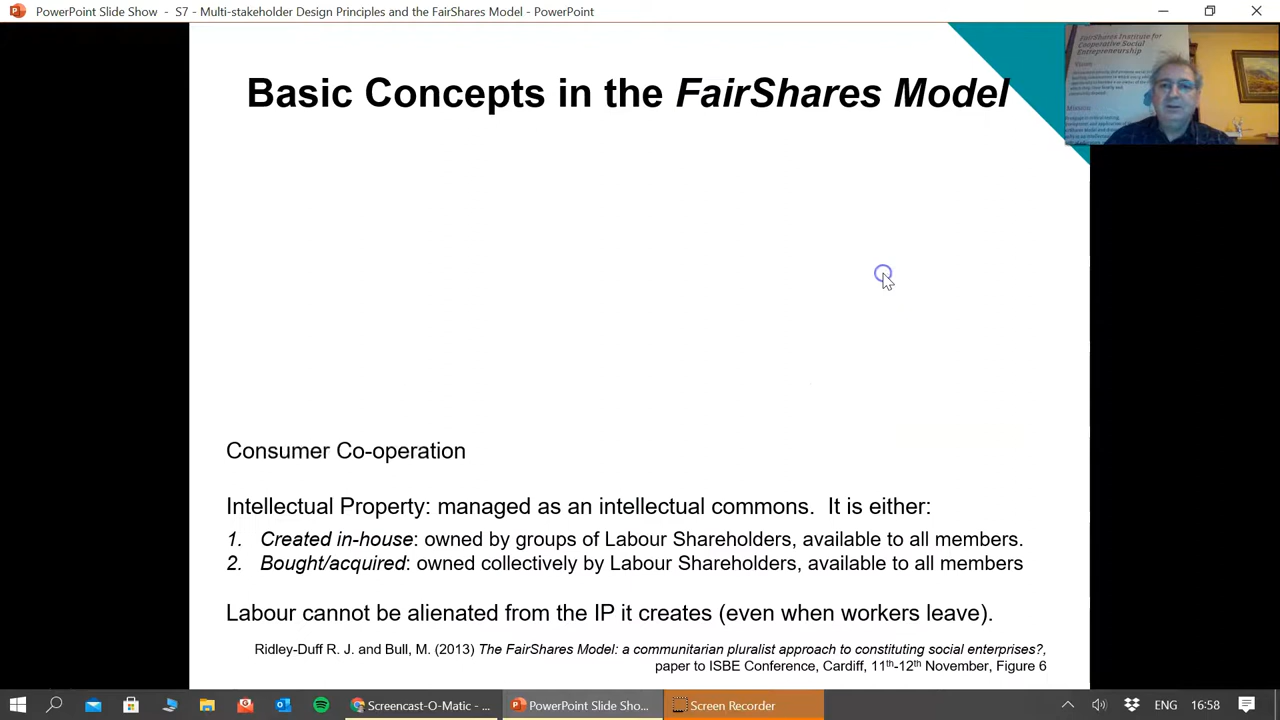 PowerPoint Slide Show - S7 - Multi-stakeholder Design Principles and the FairShares Model - PowerPoint
FairShares Institute for
Cooperative Social
Entrepreneurship
Vision
Mission
Basic Concepts in the FairShares Model
Consumer Co-operation
Intellectual Property: managed as an intellectual commons. It is either:
1. Created in-house: owned by groups of Labour Shareholders, available to all members.
2. Bought/acquired: owned collectively by Labour Shareholders, available to all members
Labour cannot be alienated from the IP it creates (even when workers leave).
Ridley-Duff R. J. and Bull, M. (2013) The FairShares Model: a communitarian pluralist approach to constituting social enterprises?,
paper to ISBE Conference, Cardiff, 11th-12th November, Figure 6
Screencast-O-Matic - ...
PowerPoint Slide Sho...
Screen Recorder
ENG
16:58